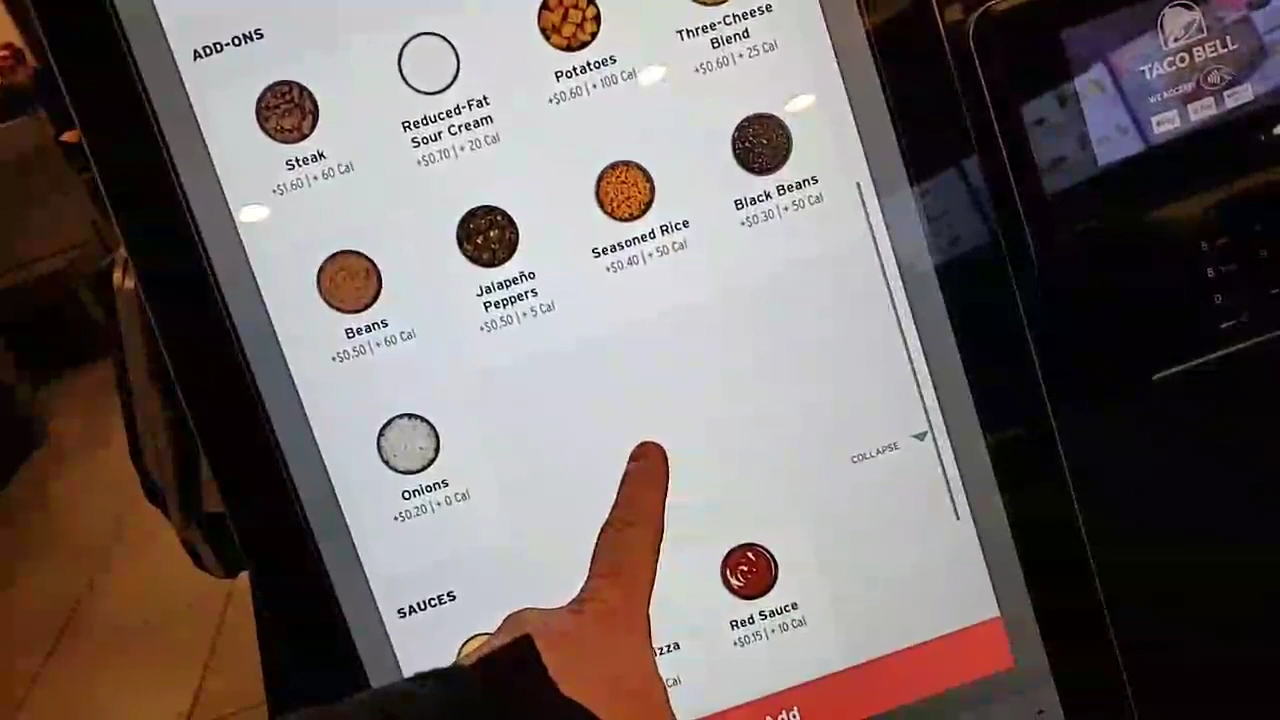 ADD-ONS
Steak
+$1.60 | + 60 Cal
Reduced-Fat
Sour Cream
+$0.70 | + 20 Cal
Potatoes
+$0.60 | + 100 Cal
Three-Cheese
Blend
+$0.60 | + 25 Cal
Beans
+$0.50 | + 60 Cal
Jalapeño
Peppers
+$0.50 | + 5 Cal
Seasoned Rice
+$0.40 | + 50 Cal
Black Beans
+$0.30 | + 50 Cal
Onions
+$0.20 | + 0 Cal
COLLAPSE
SAUCES
izza
Cal
Red Sauce
+$0.15 | + 10 Cal
Add
TACO BELL
WE ACCEPT